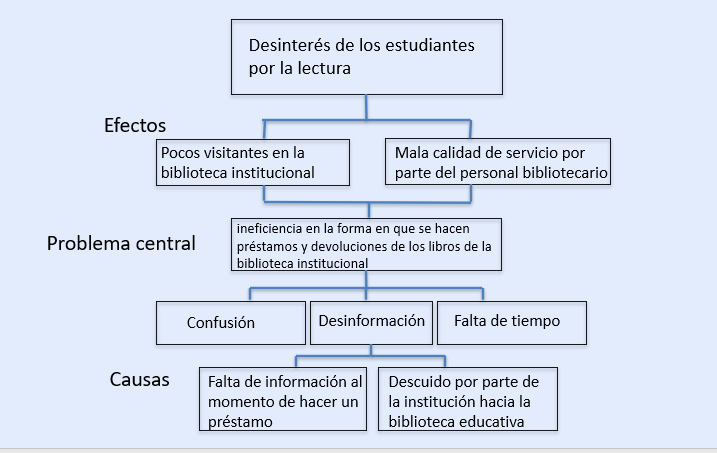 Desinterés de los estudiantes
por la lectura
Efectos
Pocos visitantes en la
biblioteca institucional
Mala calidad de servicio por
parte del personal bibliotecario
Problema central
ineficiencia en la forma en que se hacen
préstamos y devoluciones de los libros de la
biblioteca institucional
Confusión
Desinformación
Falta de tiempo
Causas
Falta de información al
momento de hacer un
préstamo
Descuido por parte de
la institución hacia la
biblioteca educativa